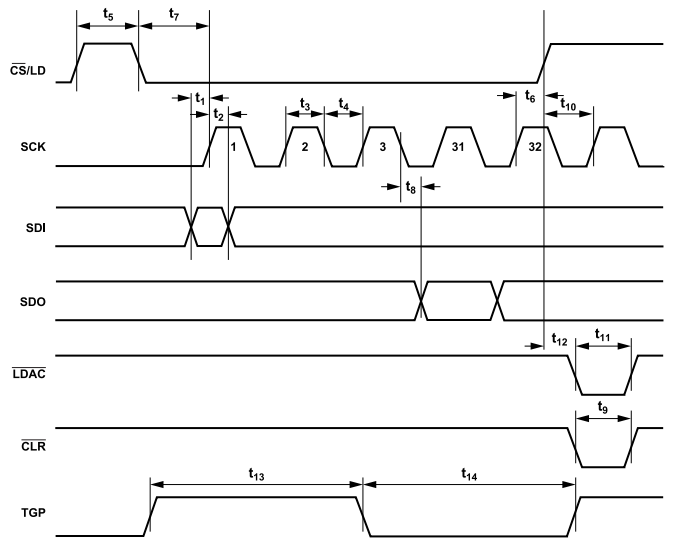 t5 t7
CS/LD
t1 t6
t2 t3 t4 t10
SCK 1 2 3 31 32
t8
SDI
SDO
t12 t11
LDAC
t9
CLR
t13 t14
TGP